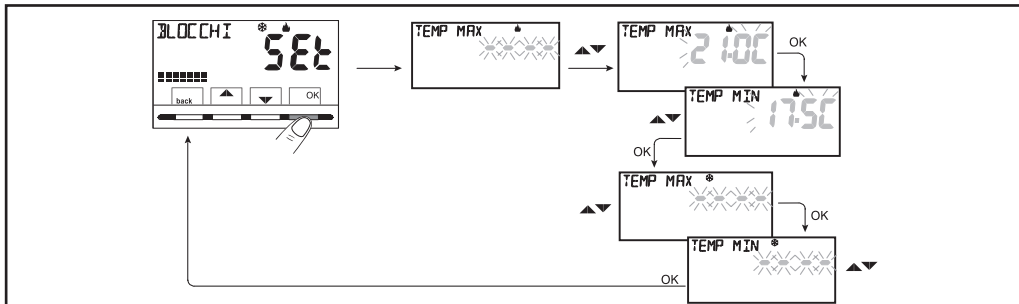 BLOCCHI
SEt
back
OK
TEMP MAX
- - - -
TEMP MAX
21.0C
OK
TEMP MIN
17.5C
OK
TEMP MAX
- - - -
OK
TEMP MIN
- - - -
OK